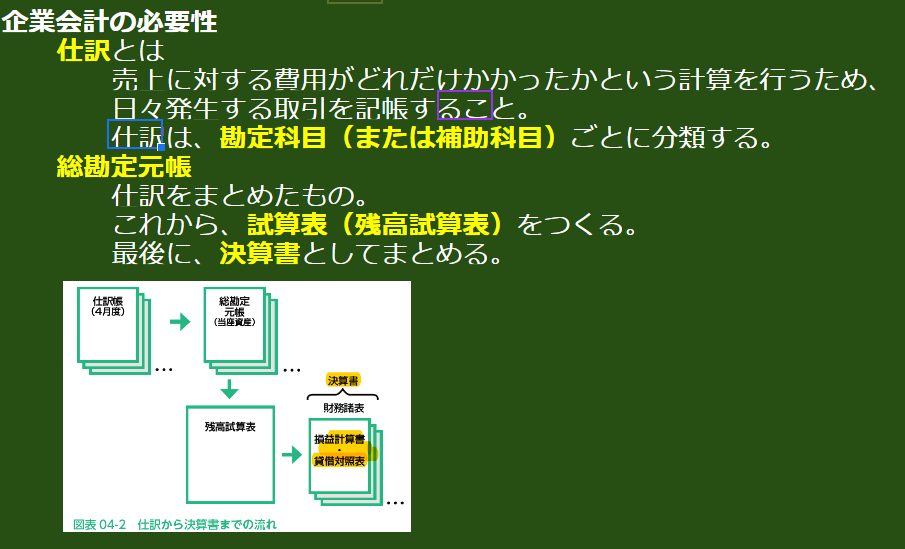 企業会計の必要性
仕訳とは
売上に対する費用がどれだけかかったかという計算を行うため、
日々発生する取引を記帳すること。
仕訳は、勘定科目（または補助科目）ごとに分類する。
総勘定元帳
仕訳をまとめたもの。
これから、試算表（残高試算表）をつくる。
最後に、決算書としてまとめる。
仕訳帳
（4月度）
…
総勘定
元帳
（当座資産）
…
残高試算表
決算書
財務諸表
損益計算書
・
貸借対照表
…
図表 04-2　仕訳から決算書までの流れ